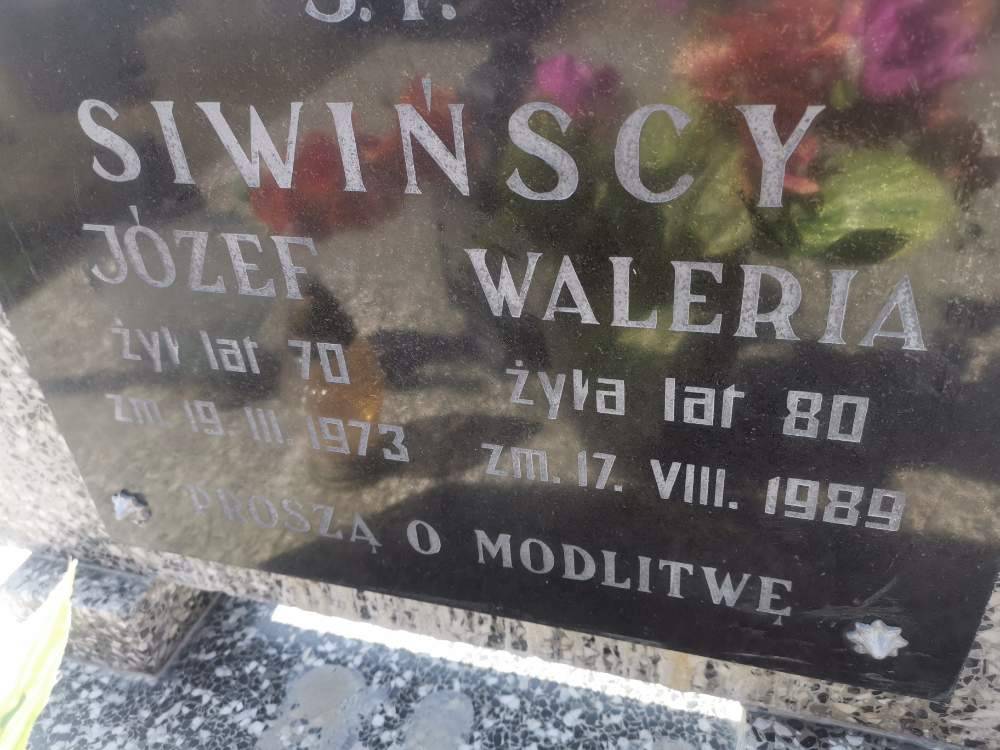 Ś. P.
SIWIŃSCY
JÓZEF WALERIA
żył lat 70 żyła lat 80
zm. 19. III. 1973 zm. 17. VIII. 1989
PROSZĄ O MODLITWĘ